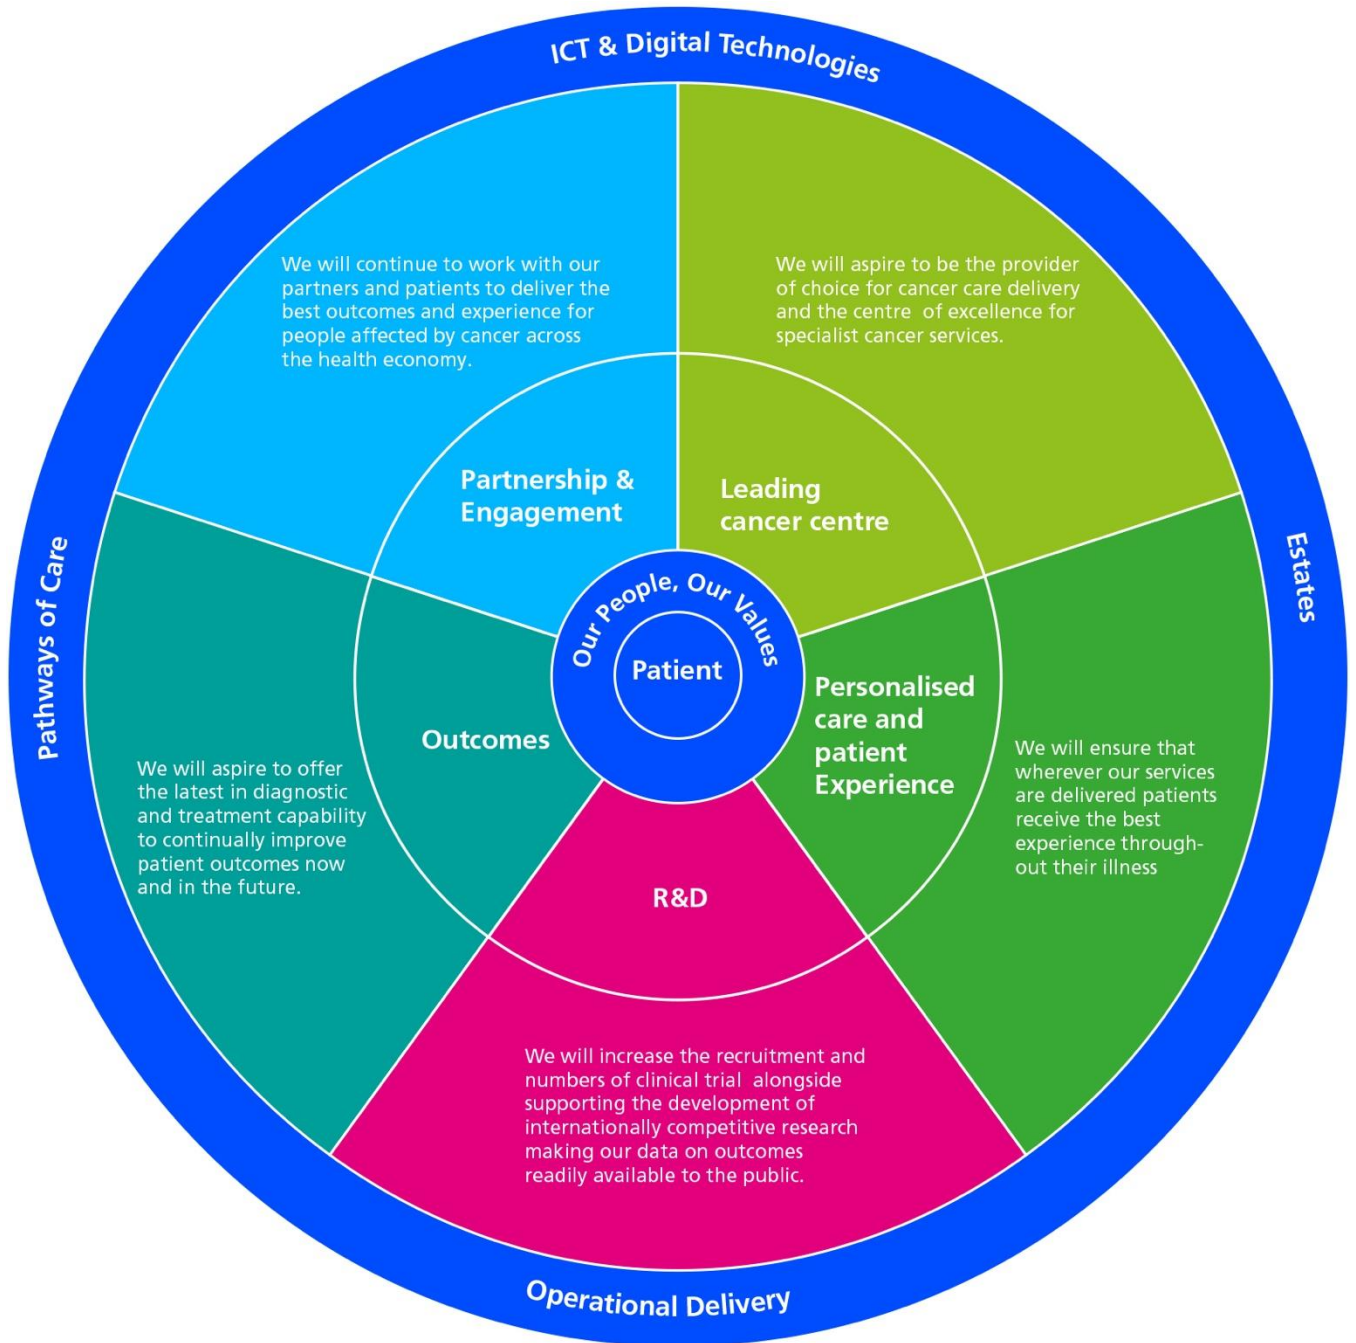 ICT & Digital Technologies
We will continue to work with our
partners and patients to deliver the
best outcomes and experience for
people affected by cancer across
the health economy.
We will aspire to be the provider
of choice for cancer care delivery
and the centre  of excellence for
specialist cancer services.
Partnership &
Engagement
Leading
cancer centre
Pathways of Care
Estates
Our People, Our Values
Patient
Outcomes
Personalised
care and
patient
Experience
We will aspire to offer
the latest in diagnostic
and treatment capability
to continually improve
patient outcomes now
and in the future.
We will ensure that
wherever our services
are delivered patients
receive the best
experience through-
out their illness
R&D
We will increase the recruitment and
numbers of clinical trial  alongside
supporting the development of
internationally competitive research
making our data on outcomes
readily available to the public.
Operational Delivery